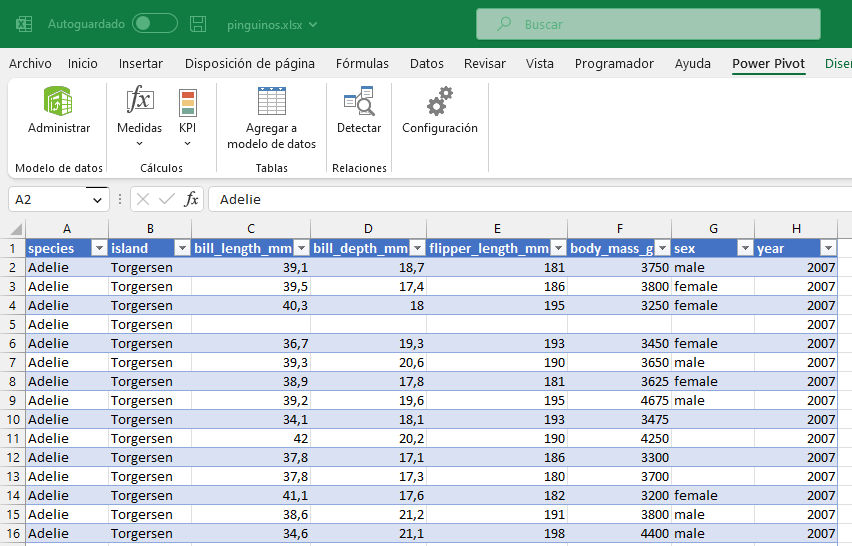 Autoguardado pinguinos.xlsx Buscar
Archivo Inicio Insertar Disposición de página Fórmulas Datos Revisar Vista Programador Ayuda Power Pivot Dise
Administrar Medidas KPI Agregar a modelo de datos Detectar Configuración
Modelo de datos Cálculos Tablas Relaciones
A2 fx Adelie
A B C D E F G H
1 species island bill_length_mm bill_depth_mm flipper_length_mm body_mass_g sex year
2 Adelie Torgersen 39,1 18,7 181 3750 male 2007
3 Adelie Torgersen 39,5 17,4 186 3800 female 2007
4 Adelie Torgersen 40,3 18 195 3250 female 2007
5 Adelie Torgersen 2007
6 Adelie Torgersen 36,7 19,3 193 3450 female 2007
7 Adelie Torgersen 39,3 20,6 190 3650 male 2007
8 Adelie Torgersen 38,9 17,8 181 3625 female 2007
9 Adelie Torgersen 39,2 19,6 195 4675 male 2007
10 Adelie Torgersen 34,1 18,1 193 3475 2007
11 Adelie Torgersen 42 20,2 190 4250 2007
12 Adelie Torgersen 37,8 17,1 186 3300 2007
13 Adelie Torgersen 37,8 17,3 180 3700 2007
14 Adelie Torgersen 41,1 17,6 182 3200 female 2007
15 Adelie Torgersen 38,6 21,2 191 3800 male 2007
16 Adelie Torgersen 34,6 21,1 198 4400 male 2007